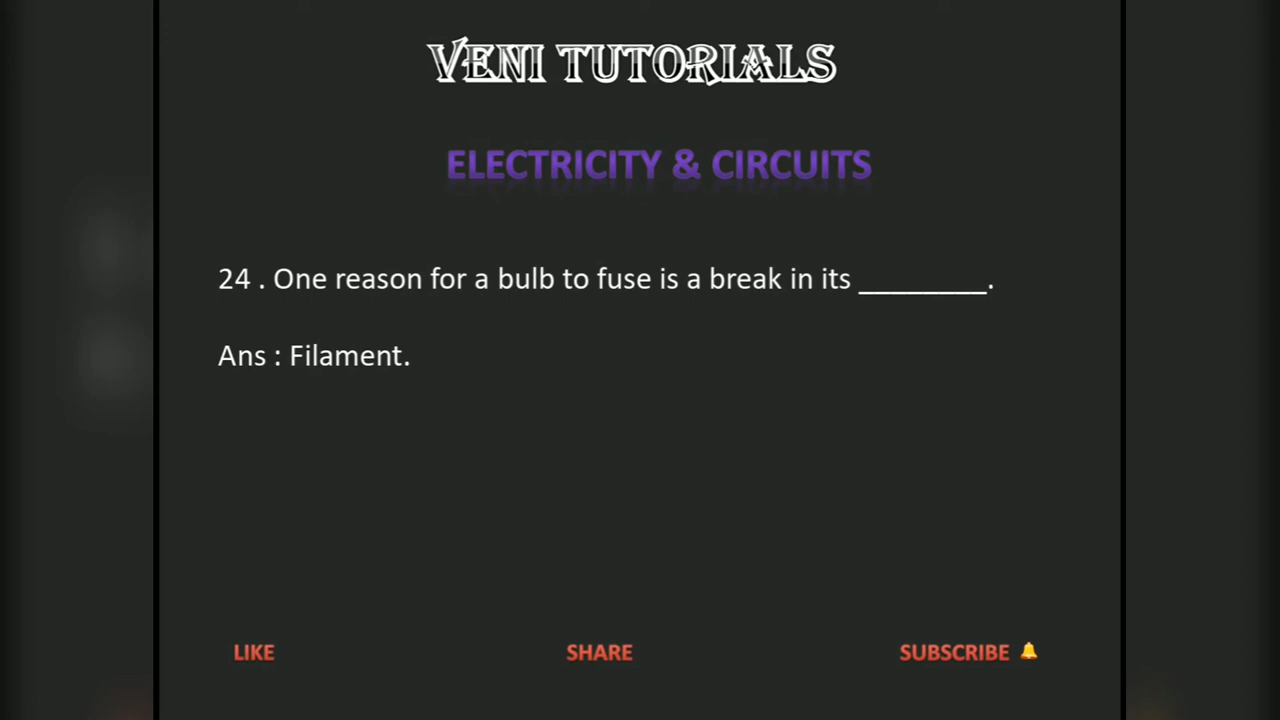 VENI TUTORIALS
ELECTRICITY & CIRCUITS
24 . One reason for a bulb to fuse is a break in its ________.
Ans : Filament.
LIKE SHARE SUBSCRIBE 🔔